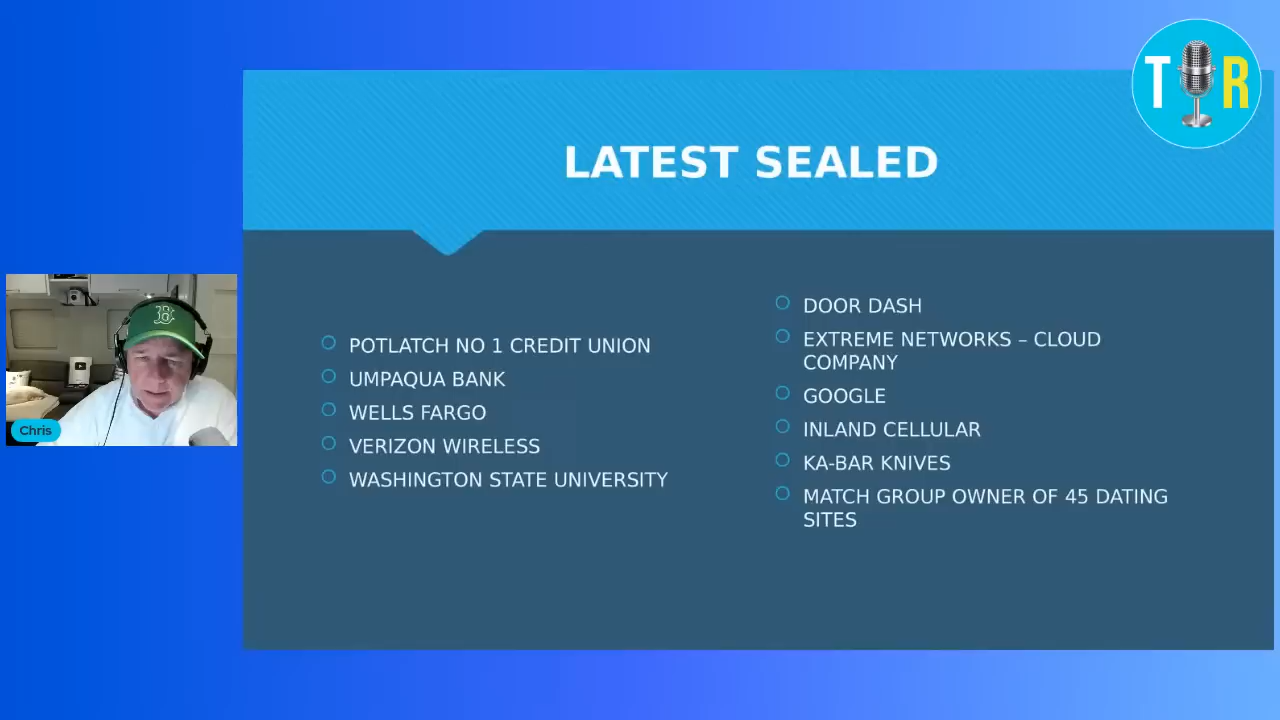 T R
LATEST SEALED
POTLATCH NO 1 CREDIT UNION
UMPAQUA BANK
WELLS FARGO
VERIZON WIRELESS
WASHINGTON STATE UNIVERSITY
DOOR DASH
EXTREME NETWORKS – CLOUD
COMPANY
GOOGLE
INLAND CELLULAR
KA-BAR KNIVES
MATCH GROUP OWNER OF 45 DATING
SITES
B
Chris